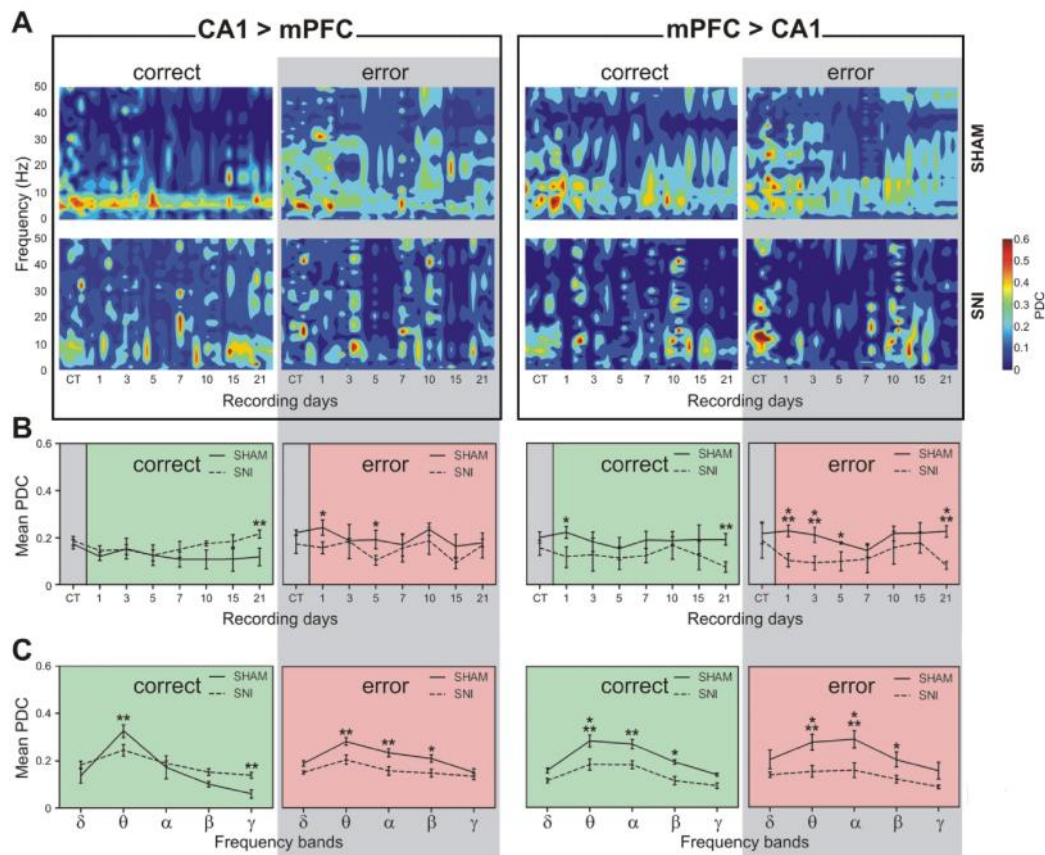 A
CA1 > mPFC
mPFC > CA1
correct
error
correct
error
Frequency (Hz)
50
40
30
20
10
0
SHAM
50
40
30
20
10
0
SNI
0.6
0.5
0.4
0.3
0.2
0.1
0
PDC
CT 1 3 5 7 10 15 21
CT 1 3 5 7 10 15 21
CT 1 3 5 7 10 15 21
CT 1 3 5 7 10 15 21
Recording days
Recording days
B
Mean PDC
0.6
0.4
0.2
0
correct
SHAM
SNI
**
error
SHAM
SNI
* *
correct
SHAM
SNI
* **
error
SHAM
SNI
* * *
** ** * **
CT 1 3 5 7 10 15 21
CT 1 3 5 7 10 15 21
CT 1 3 5 7 10 15 21
CT 1 3 5 7 10 15 21
Recording days
Recording days
C
Mean PDC
0.6
0.4
0.2
0
correct
SHAM
SNI
** **
error
SHAM
SNI
** ** *
correct
SHAM
SNI
*
** ** *
error
SHAM
SNI
* *
** ** *
δ θ α β γ
δ θ α β γ
δ θ α β γ
δ θ α β γ
Frequency bands
Frequency bands